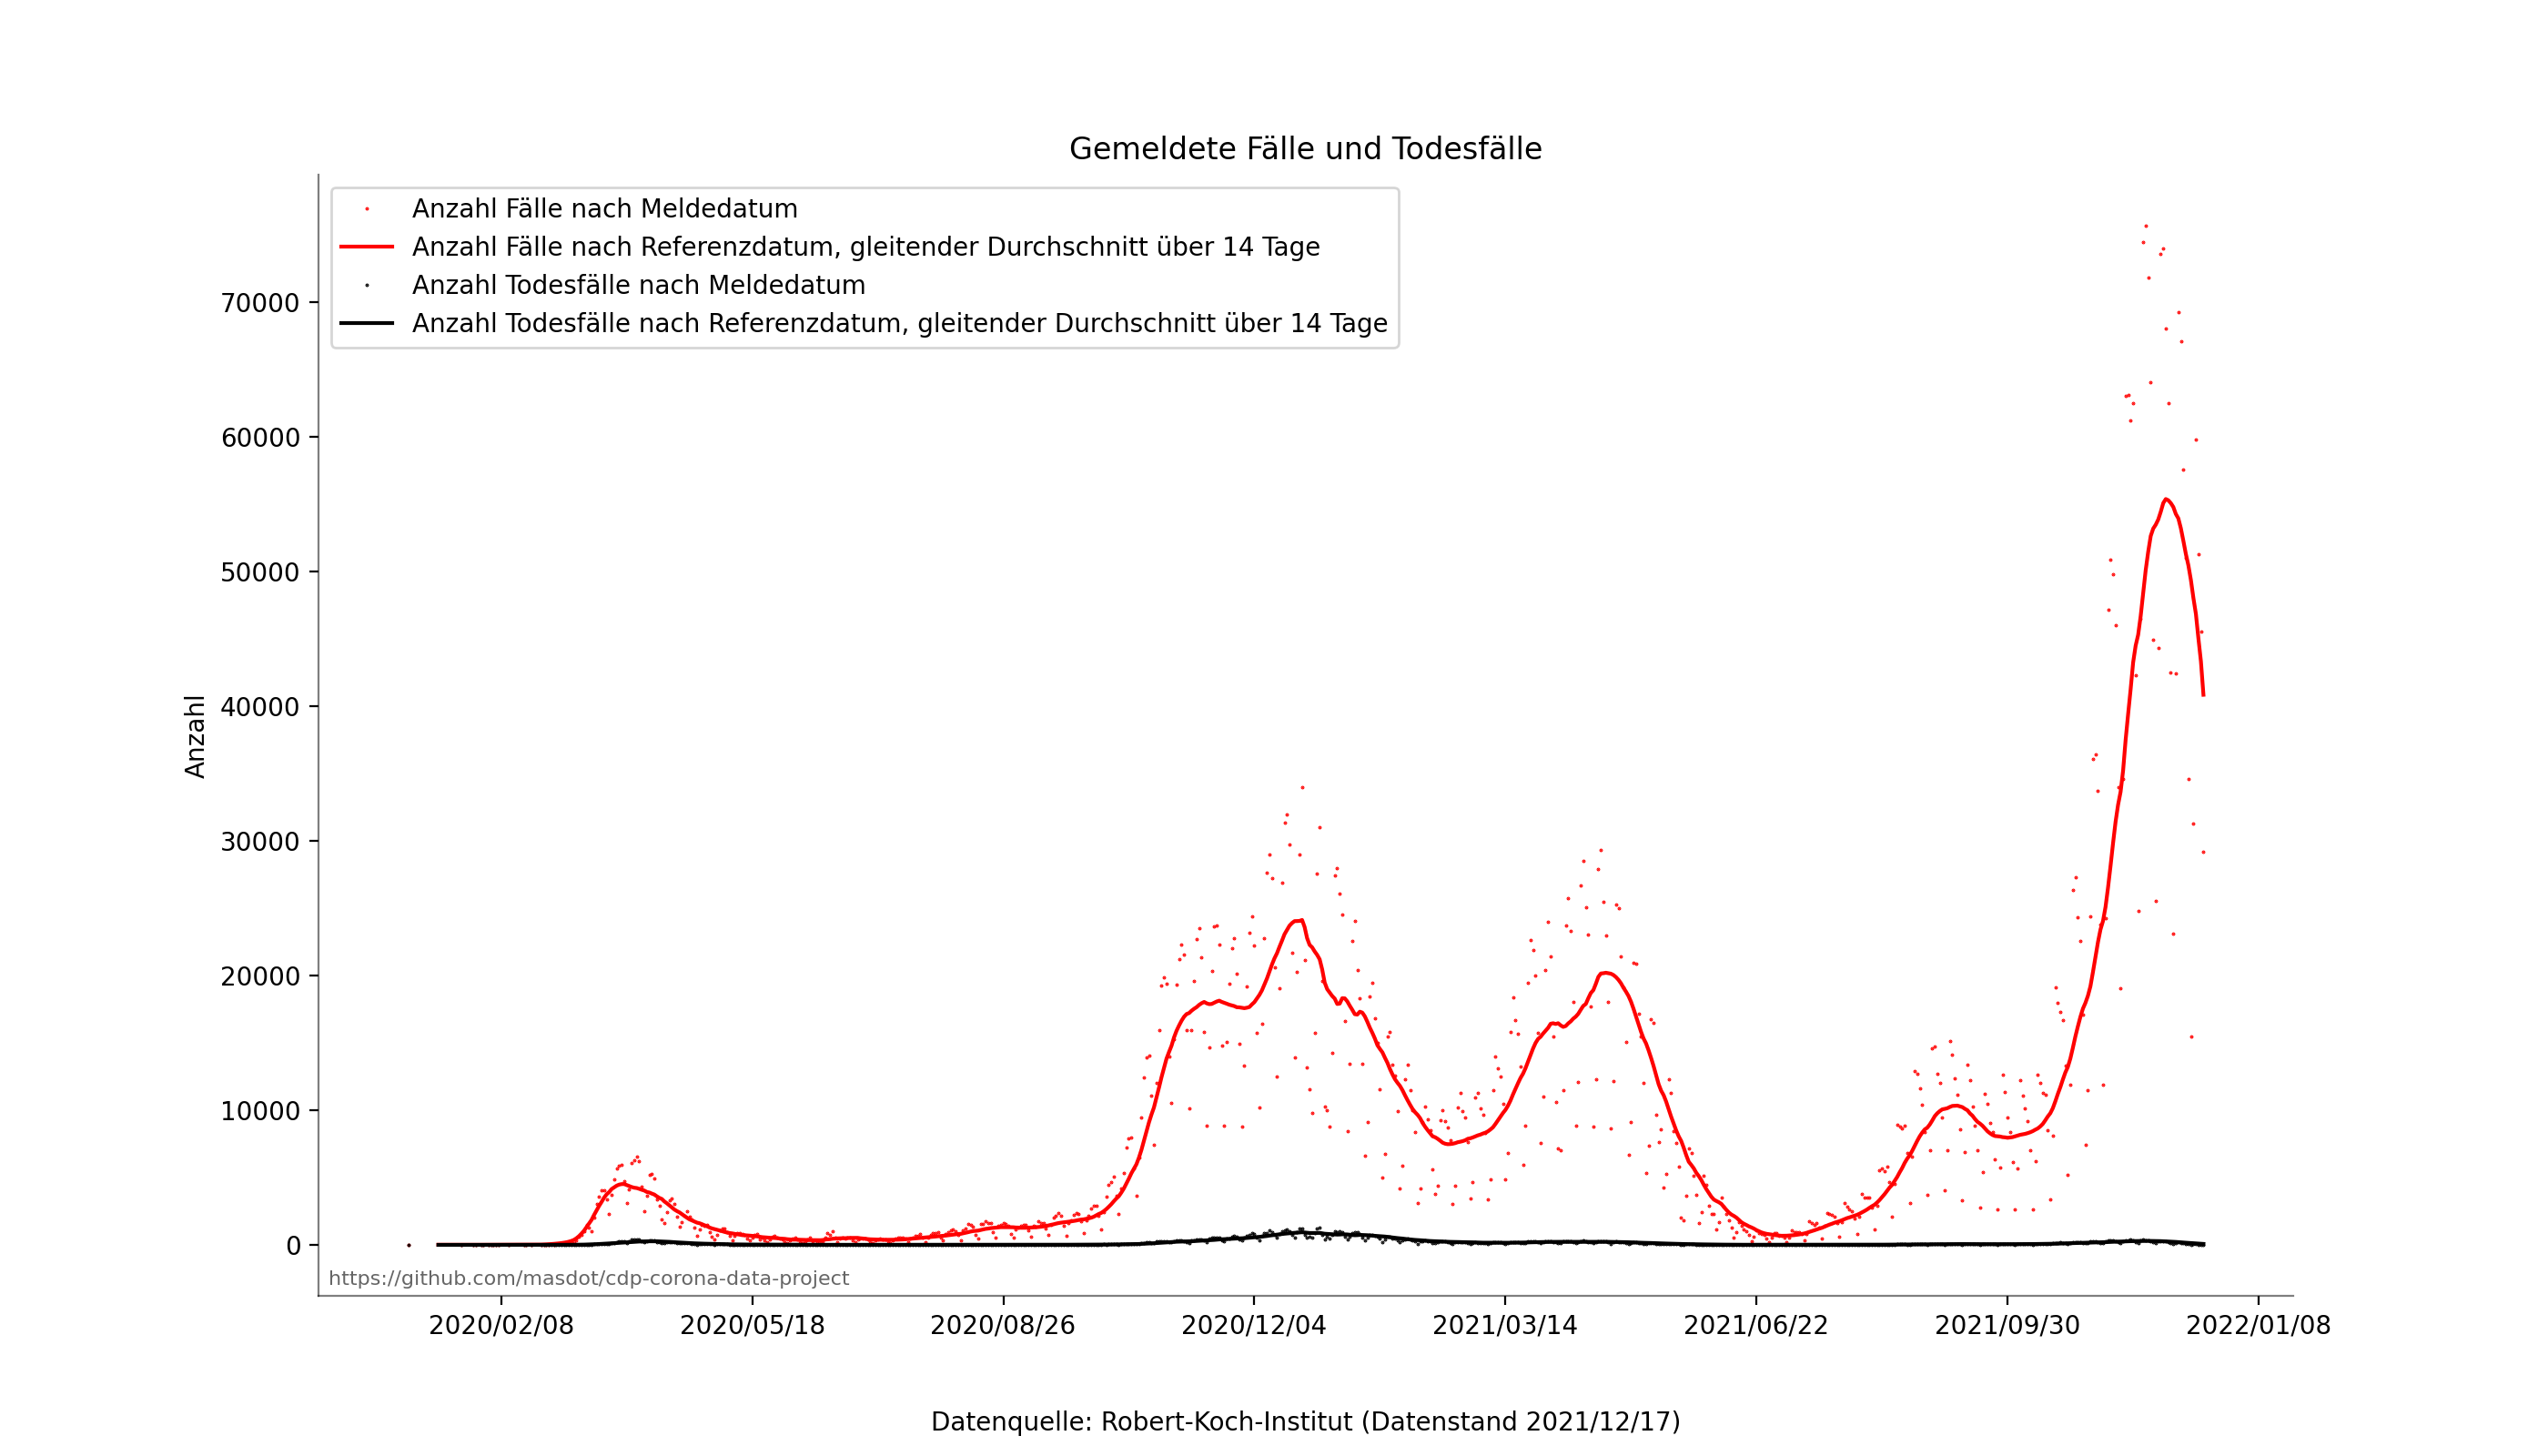 Gemeldete Fälle und Todesfälle
Anzahl Fälle nach Meldedatum
Anzahl Fälle nach Referenzdatum, gleitender Durchschnitt über 14 Tage
Anzahl Todesfälle nach Meldedatum
Anzahl Todesfälle nach Referenzdatum, gleitender Durchschnitt über 14 Tage
70000
60000
50000
40000
30000
20000
10000
0
Anzahl
https://github.com/masdot/cdp-corona-data-project
2020/02/08
2020/05/18
2020/08/26
2020/12/04
2021/03/14
2021/06/22
2021/09/30
2022/01/08
Datenquelle: Robert-Koch-Institut (Datenstand 2021/12/17)